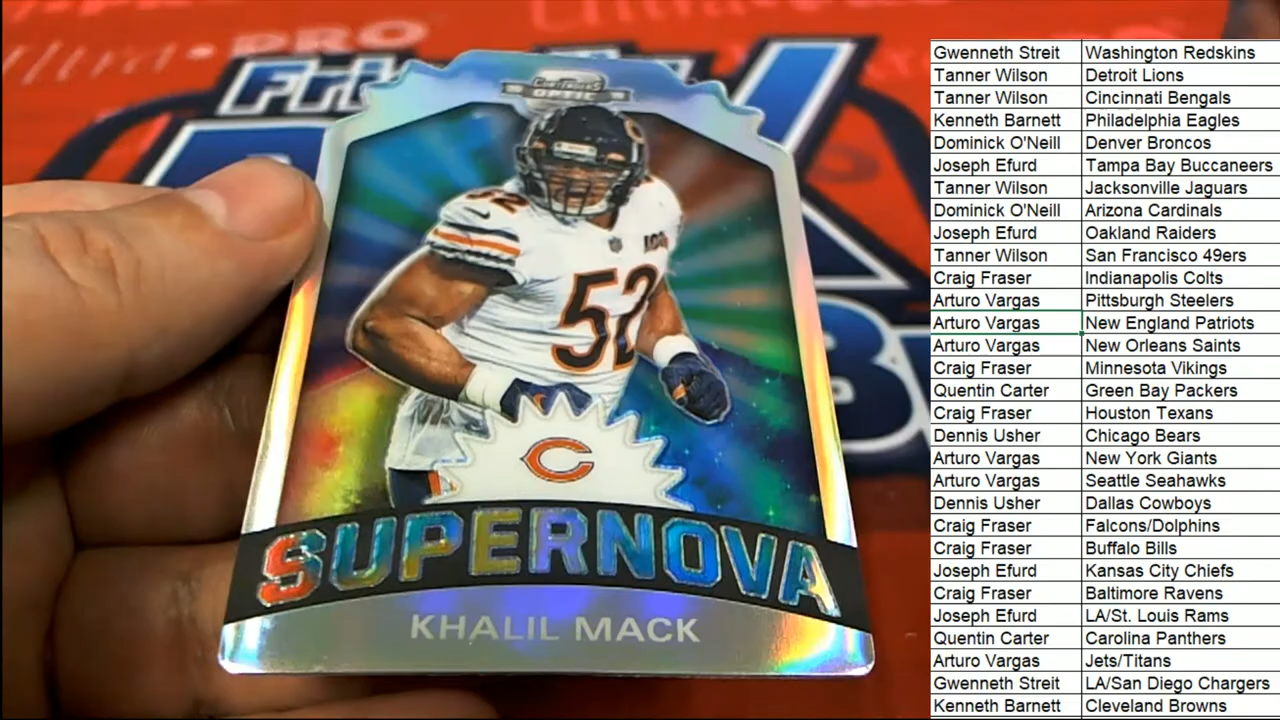 Ultra PRO
CONTENDERS
OPTIC
52
100
52
C
SUPERNOVA
KHALIL MACK
Gwenneth Streit Washington Redskins
Tanner Wilson Detroit Lions
Tanner Wilson Cincinnati Bengals
Kenneth Barnett Philadelphia Eagles
Dominick O'Neill Denver Broncos
Joseph Efurd Tampa Bay Buccaneers
Tanner Wilson Jacksonville Jaguars
Dominick O'Neill Arizona Cardinals
Joseph Efurd Oakland Raiders
Tanner Wilson San Francisco 49ers
Craig Fraser Indianapolis Colts
Arturo Vargas Pittsburgh Steelers
Arturo Vargas New England Patriots
Arturo Vargas New Orleans Saints
Craig Fraser Minnesota Vikings
Quentin Carter Green Bay Packers
Craig Fraser Houston Texans
Dennis Usher Chicago Bears
Arturo Vargas New York Giants
Arturo Vargas Seattle Seahawks
Dennis Usher Dallas Cowboys
Craig Fraser Falcons/Dolphins
Craig Fraser Buffalo Bills
Joseph Efurd Kansas City Chiefs
Craig Fraser Baltimore Ravens
Joseph Efurd LA/St. Louis Rams
Quentin Carter Carolina Panthers
Arturo Vargas Jets/Titans
Gwenneth Streit LA/San Diego Chargers
Kenneth Barnett Cleveland Browns